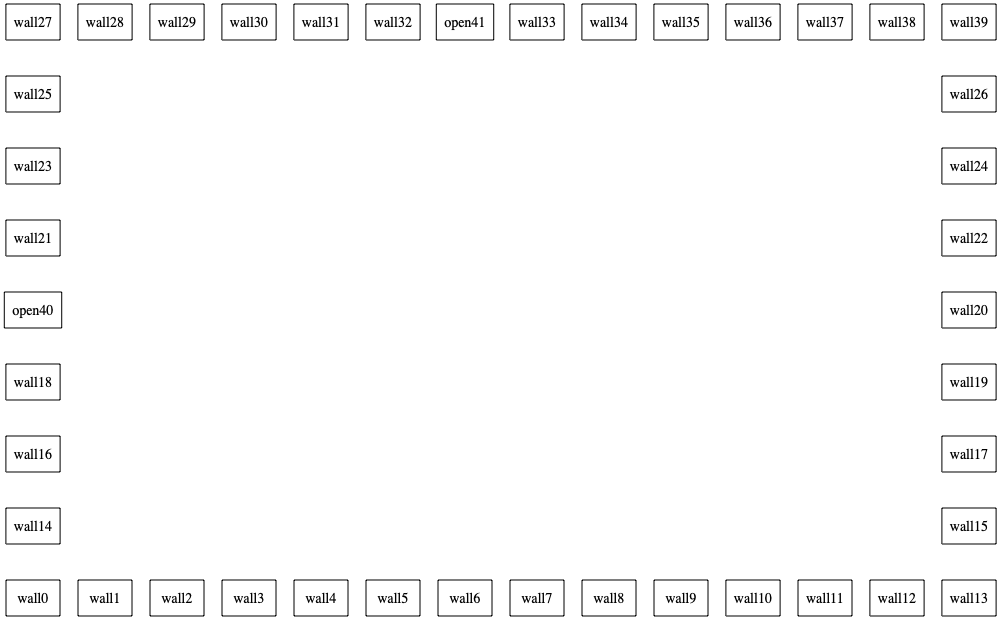 wall27 wall28 wall29 wall30 wall31 wall32 open41 wall33 wall34 wall35 wall36 wall37 wall38 wall39
wall25 wall26
wall23 wall24
wall21 wall22
open40 wall20
wall18 wall19
wall16 wall17
wall14 wall15
wall0 wall1 wall2 wall3 wall4 wall5 wall6 wall7 wall8 wall9 wall10 wall11 wall12 wall13